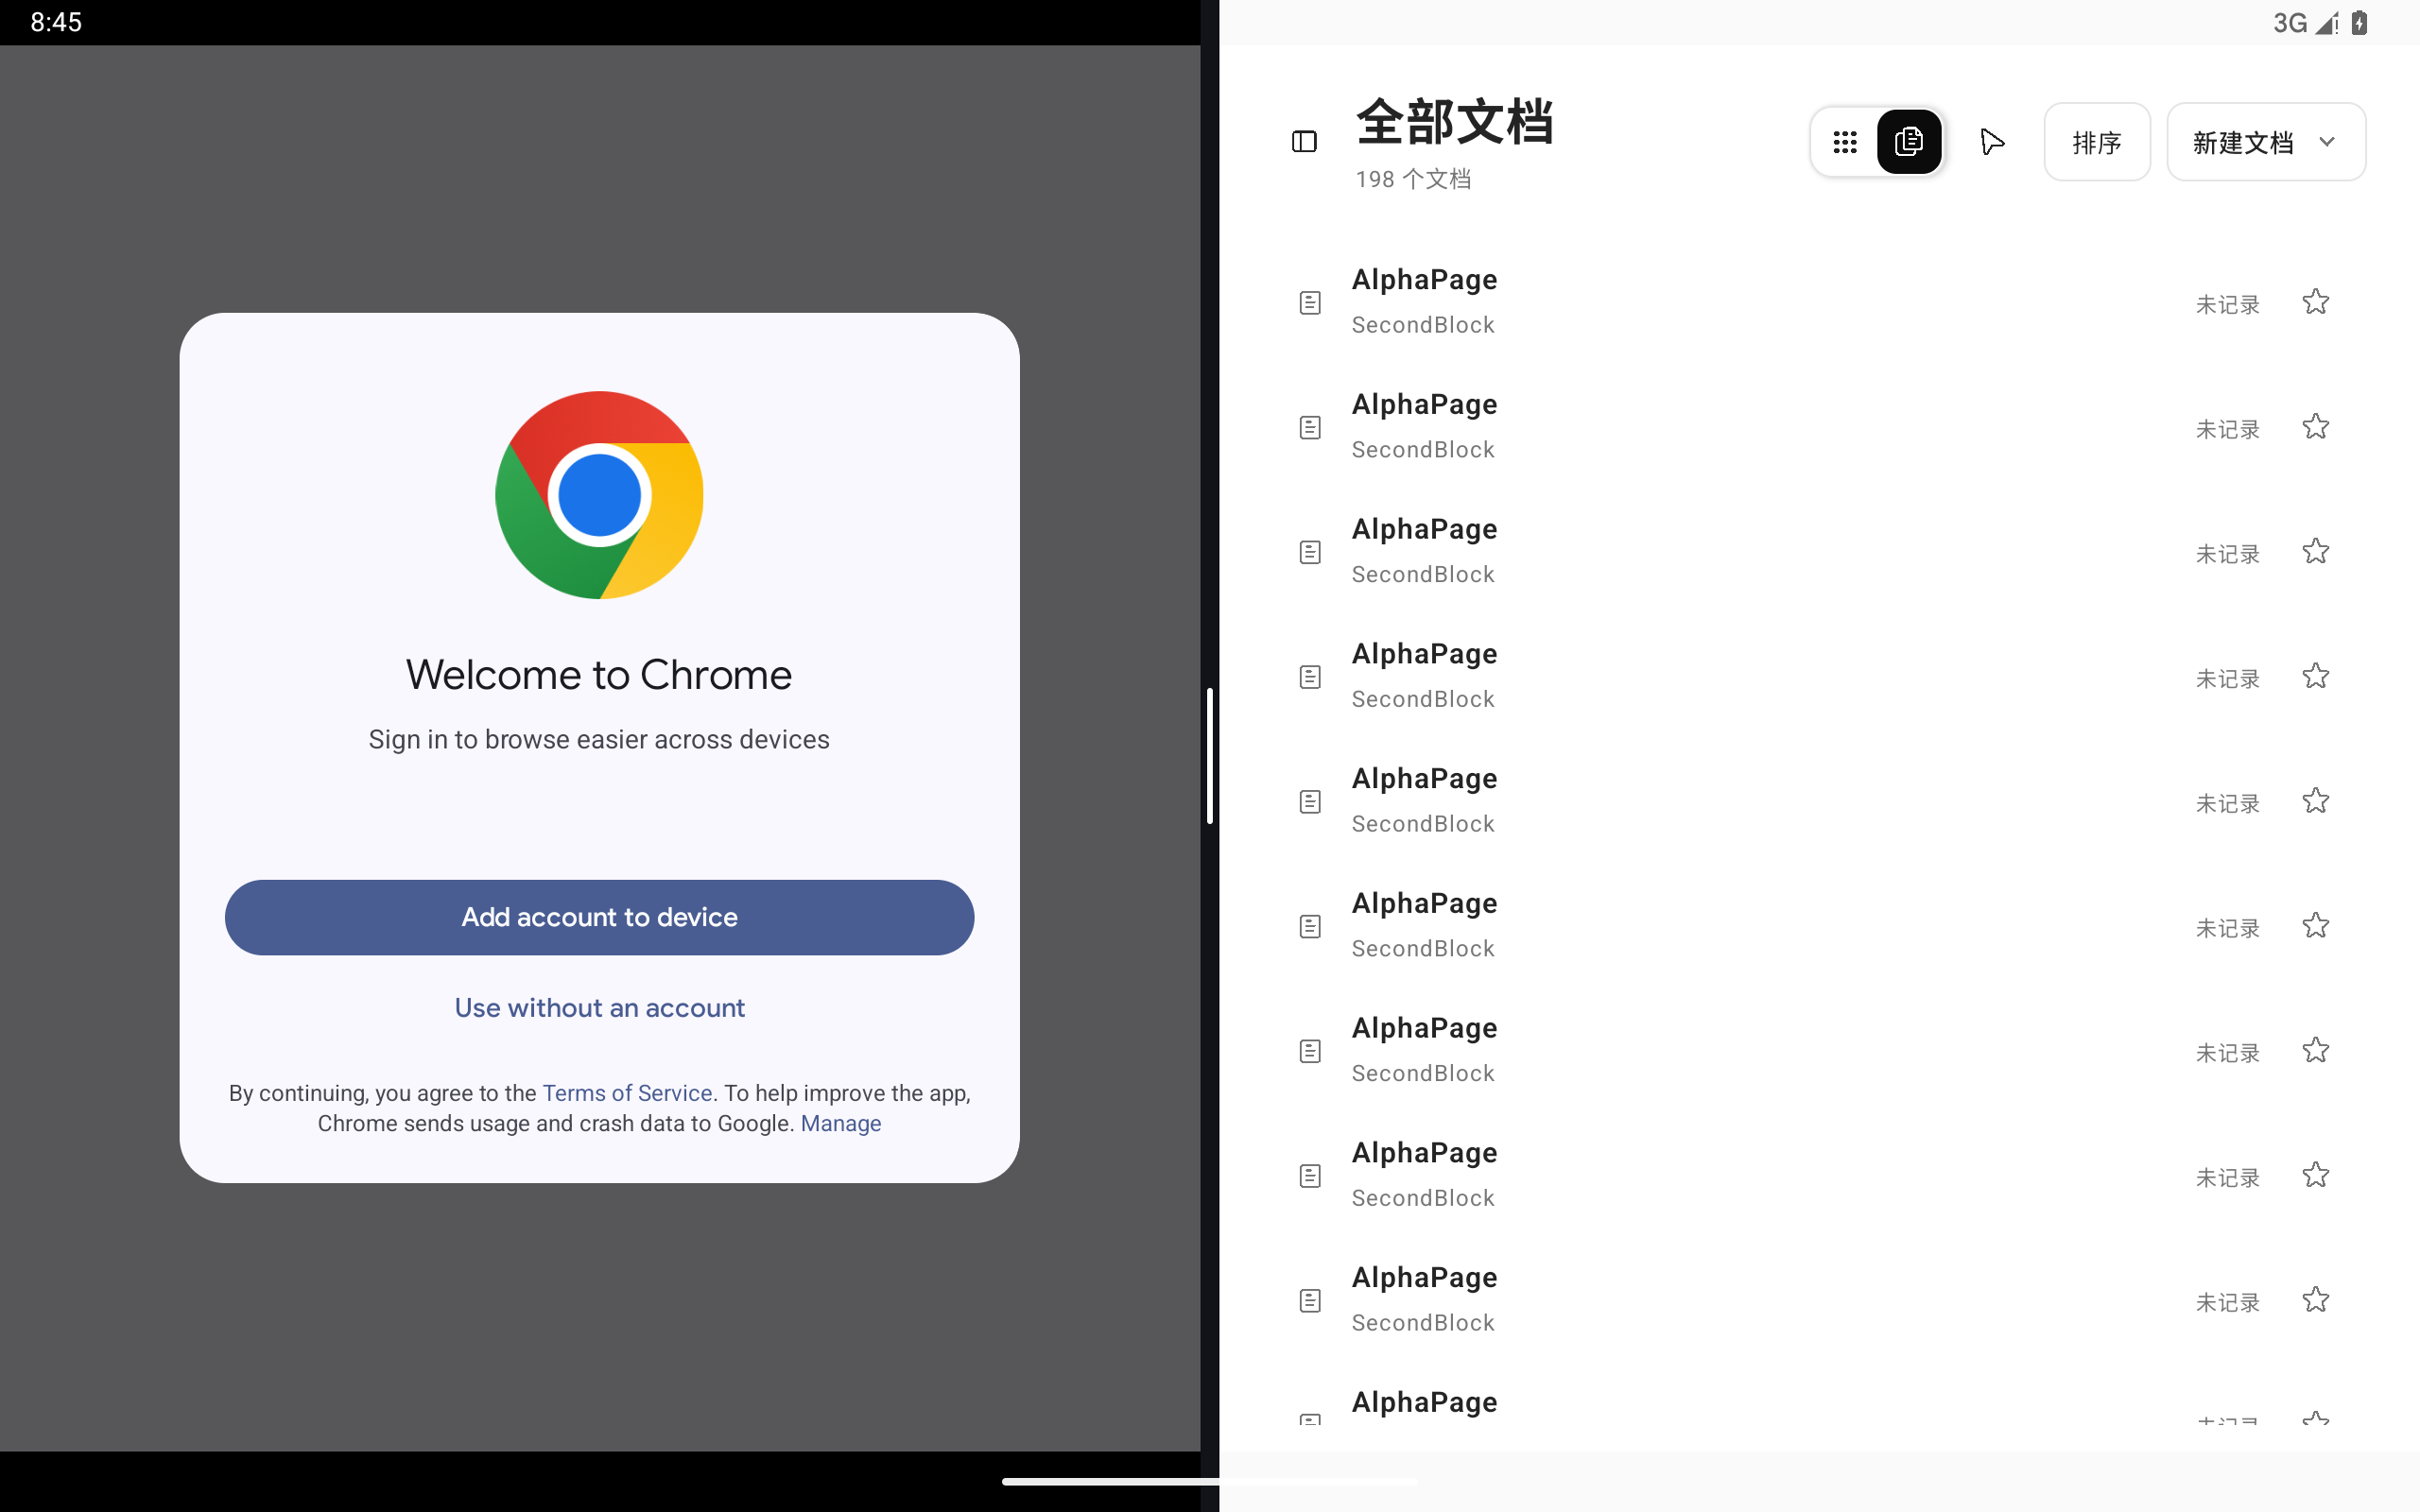 8:45
3G
Welcome to Chrome
Sign in to browse easier across devices
Add account to device
Use without an account
By continuing, you agree to the Terms of Service. To help improve the app,
Chrome sends usage and crash data to Google. Manage
全部文档
198 个文档
排序
新建文档
AlphaPage
SecondBlock
未记录
AlphaPage
SecondBlock
未记录
AlphaPage
SecondBlock
未记录
AlphaPage
SecondBlock
未记录
AlphaPage
SecondBlock
未记录
AlphaPage
SecondBlock
未记录
AlphaPage
SecondBlock
未记录
AlphaPage
SecondBlock
未记录
AlphaPage
SecondBlock
未记录
AlphaPage